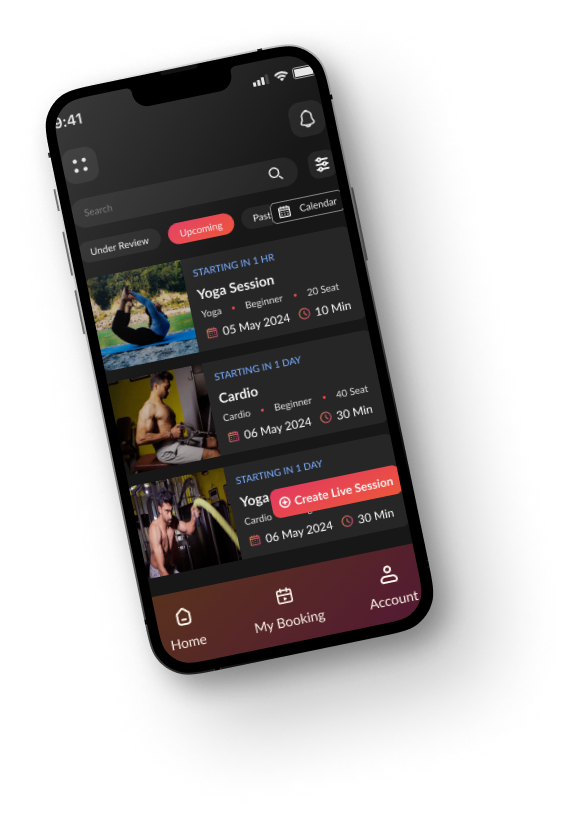 9:41
Search
Under Review
Upcoming
Past
Calendar
STARTING IN 1 HR
Yoga Session
Yoga • Beginner • 20 Seat
05 May 2024 10 Min
STARTING IN 1 DAY
Cardio
Cardio • Beginner • 40 Seat
06 May 2024 30 Min
STARTING IN 1 DAY
Yoga
Create Live Session
Cardio
06 May 2024 30 Min
Home
My Booking
Account